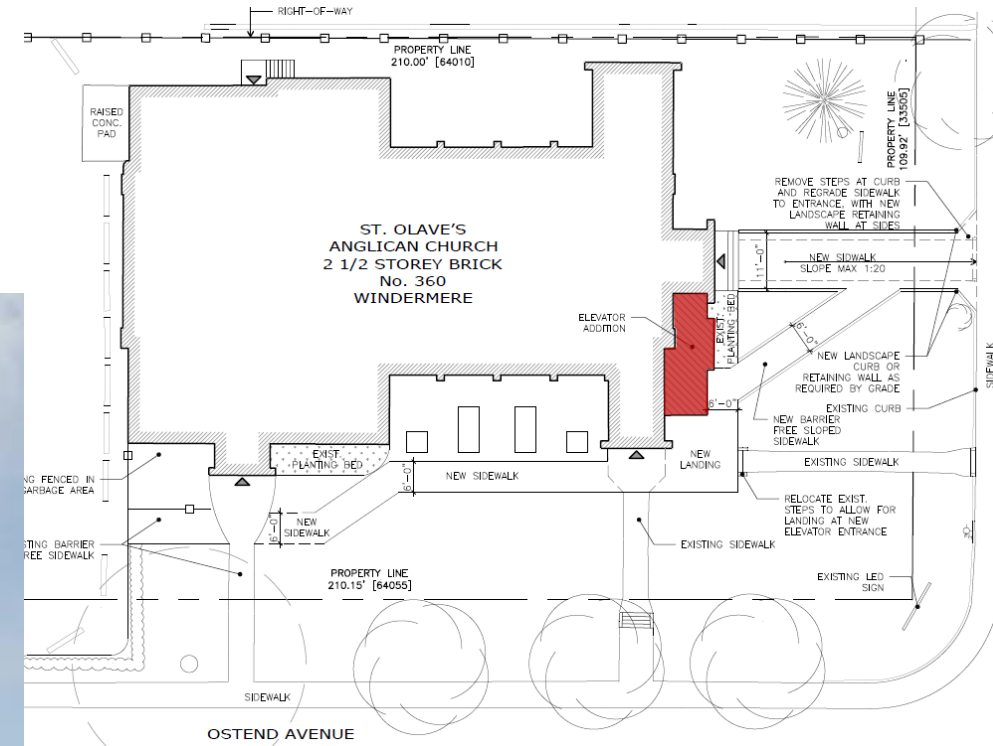 RIGHT-OF-WAY
PROPERTY LINE
210.00' [64010]
RAISED
CONC.
PAD
PROPERTY LINE
109.92' [33505]
REMOVE STEPS AT CURB
AND REGRADE SIDEWALK
TO ENTRANCE, WITH NEW
LANDSCAPE RETAINING
WALL AT SIDES
ST. OLAVE'S
ANGLICAN CHURCH
2 1/2 STOREY BRICK
No. 360
WINDERMERE
11'-0"
NEW SIDWALK
SLOPE MAX 1:20
ELEVATOR
ADDITION
EXIST.
PLANTING BED
6'-0"
NEW LANDSCAPE
CURB OR
RETAINING WALL AS
REQUIRED BY GRADE
SIDEWALK
EXISTING CURB
6'-0"
NEW BARRIER
FREE SLOPED
SIDEWALK
EXIST.
PLANTING BED
NEW
LANDING
EXISTING SIDEWALK
NG FENCED IN
GARBAGE AREA
6'-0"
NEW SIDEWALK
RELOCATE EXIST.
STEPS TO ALLOW FOR
LANDING AT NEW
ELEVATOR ENTRANCE
6'-0"
NEW
SIDEWALK
STING BARRIER
REE SIDEWALK
EXISTING SIDEWALK
PROPERTY LINE
210.15' [64055]
EXISTING LED
SIGN
SIDEWALK
OSTEND AVENUE